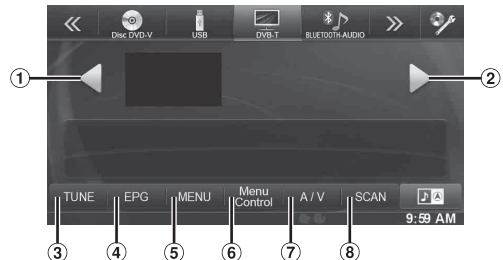 Disc DVD-V USB DVB-T BLUETOOTH-AUDIO
1 2
TUNE EPG MENU Menu Control A / V SCAN
9:59 AM
3 4 5 6 7 8